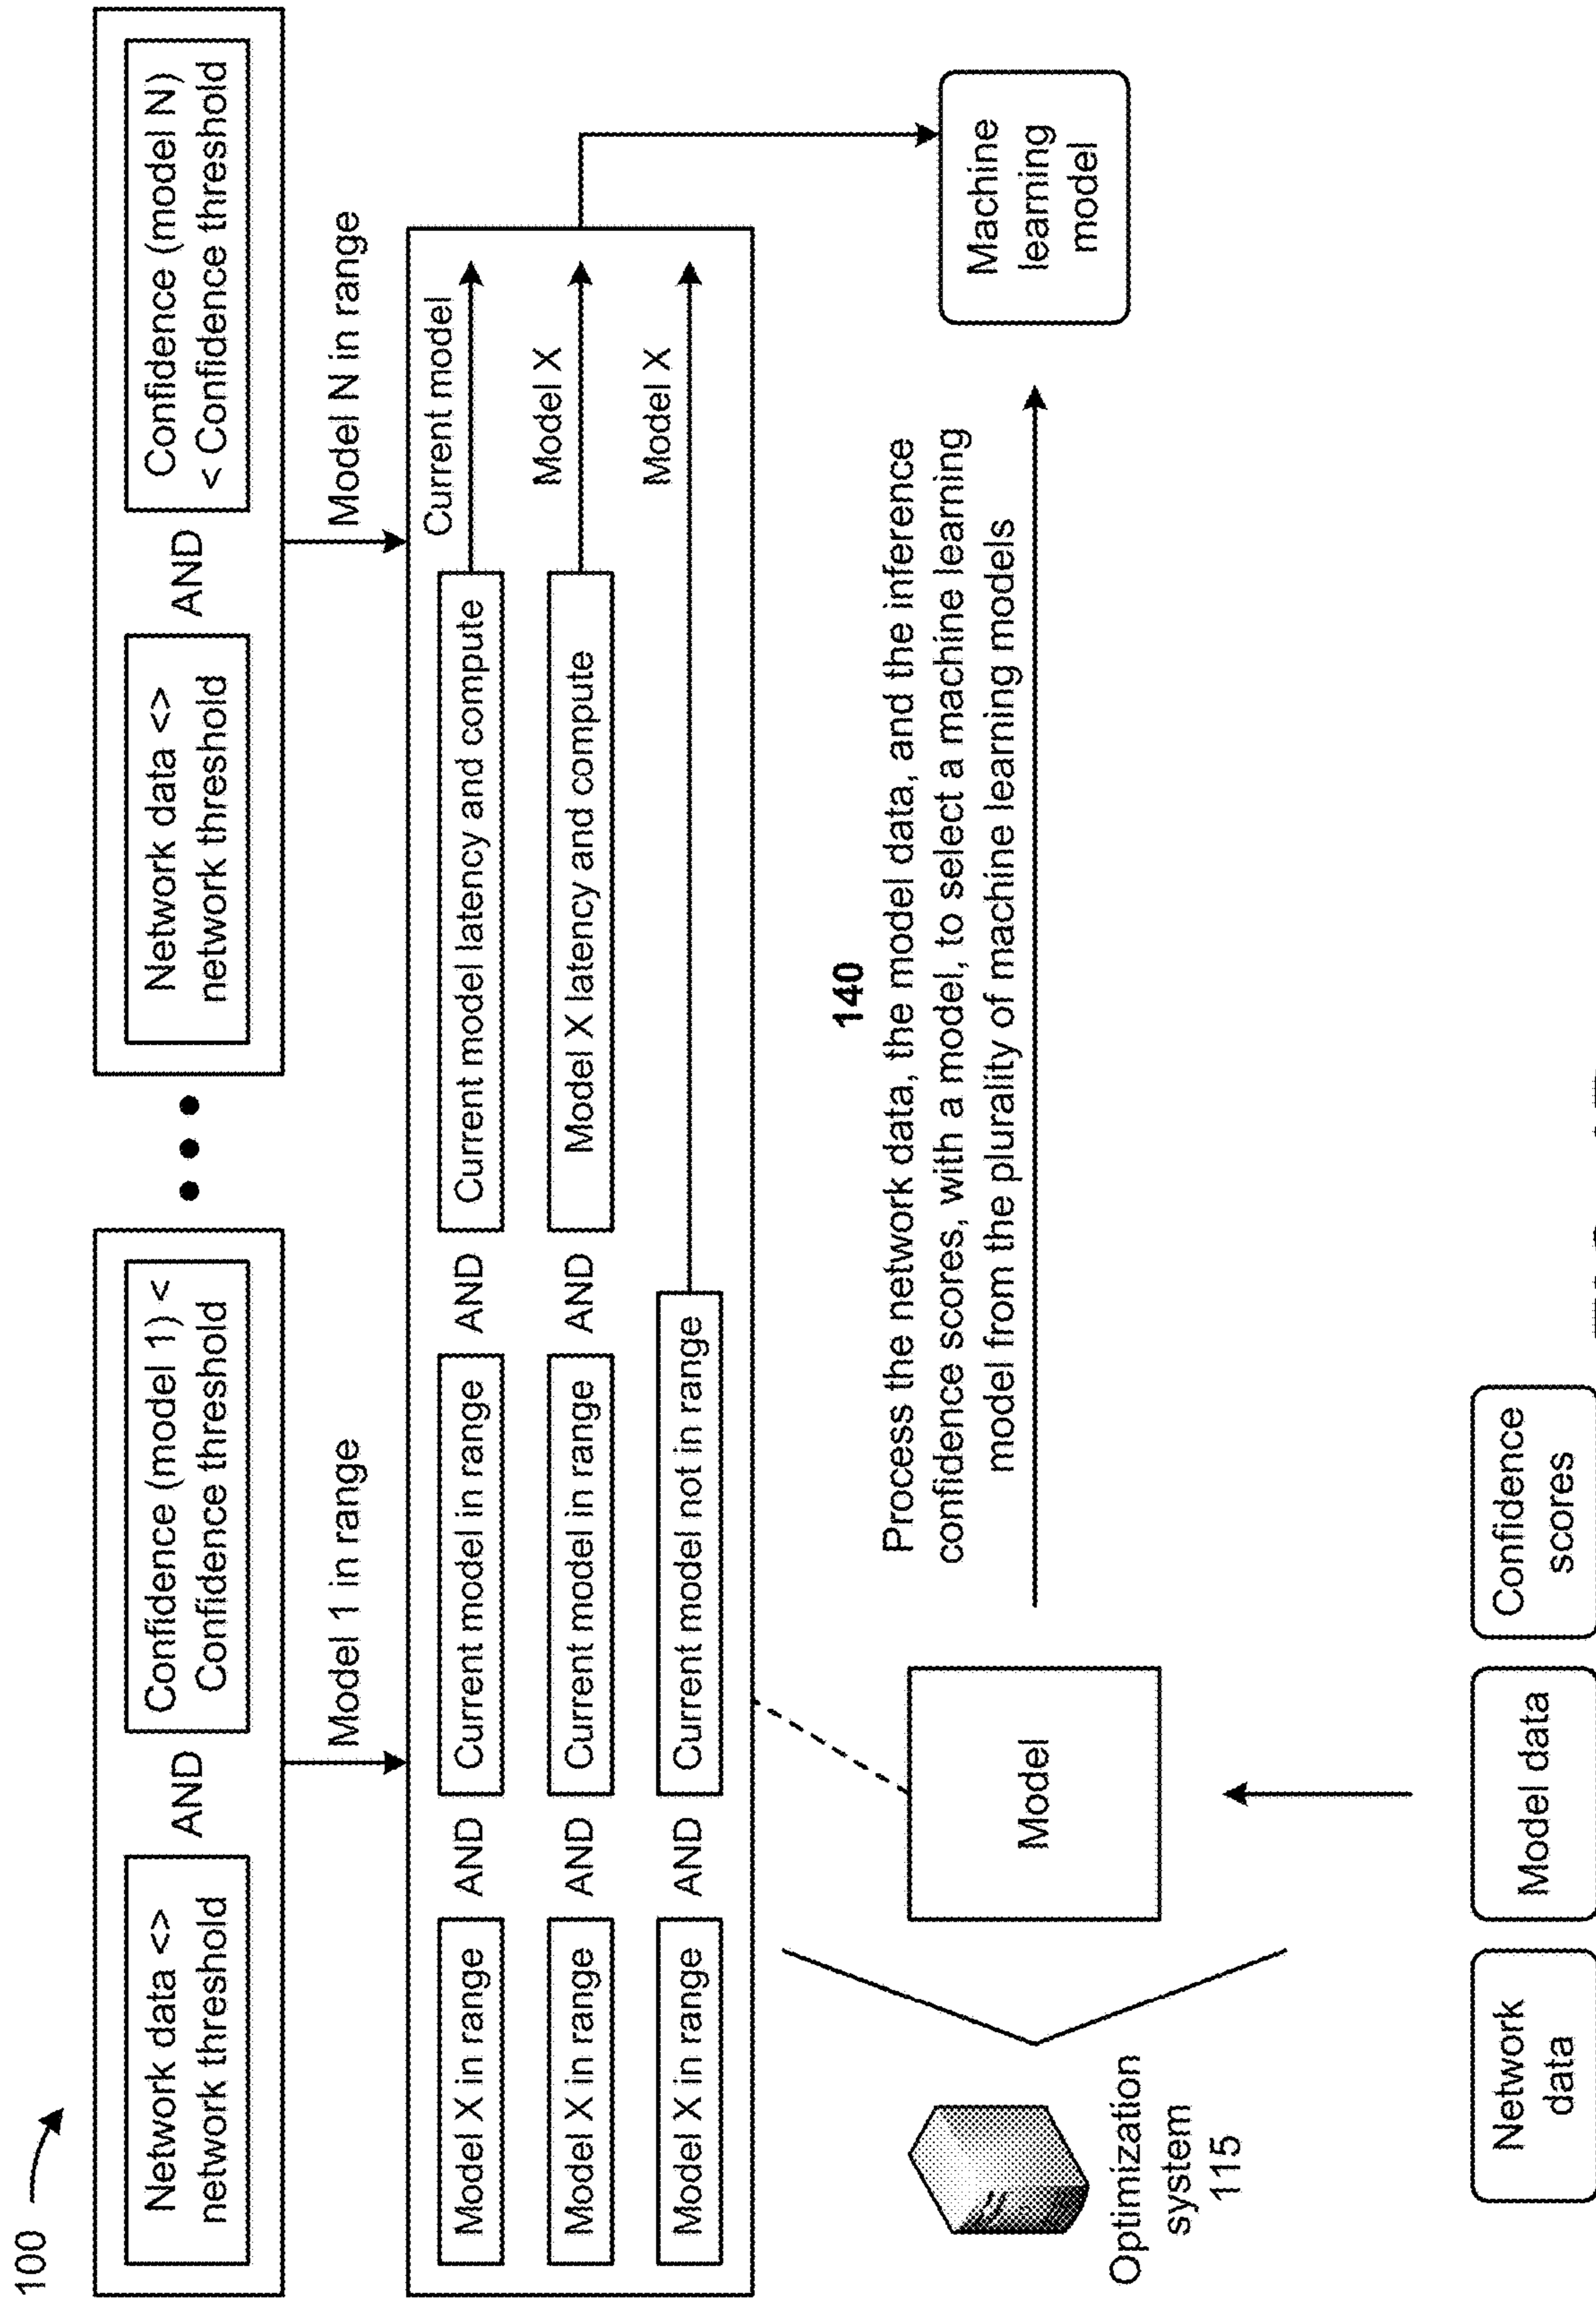 100
Network data <>
network threshold
AND
Confidence (model 1) <
Confidence threshold
Network data <>
network threshold
AND
Confidence (model N)
< Confidence threshold
Model 1 in range
Model N in range
Model X in range
AND
Current model in range
AND
Current model latency and compute
Current model
Model X in range
AND
Current model in range
AND
Model X latency and compute
Model X
Model X in range
AND
Current model not in range
Model X
140
Process the network data, the model data, and the inference
confidence scores, with a model, to select a machine learning
model from the plurality of machine learning models
Machine
learning
model
Model
Optimization
system
115
Network
data
Model data
Confidence
scores